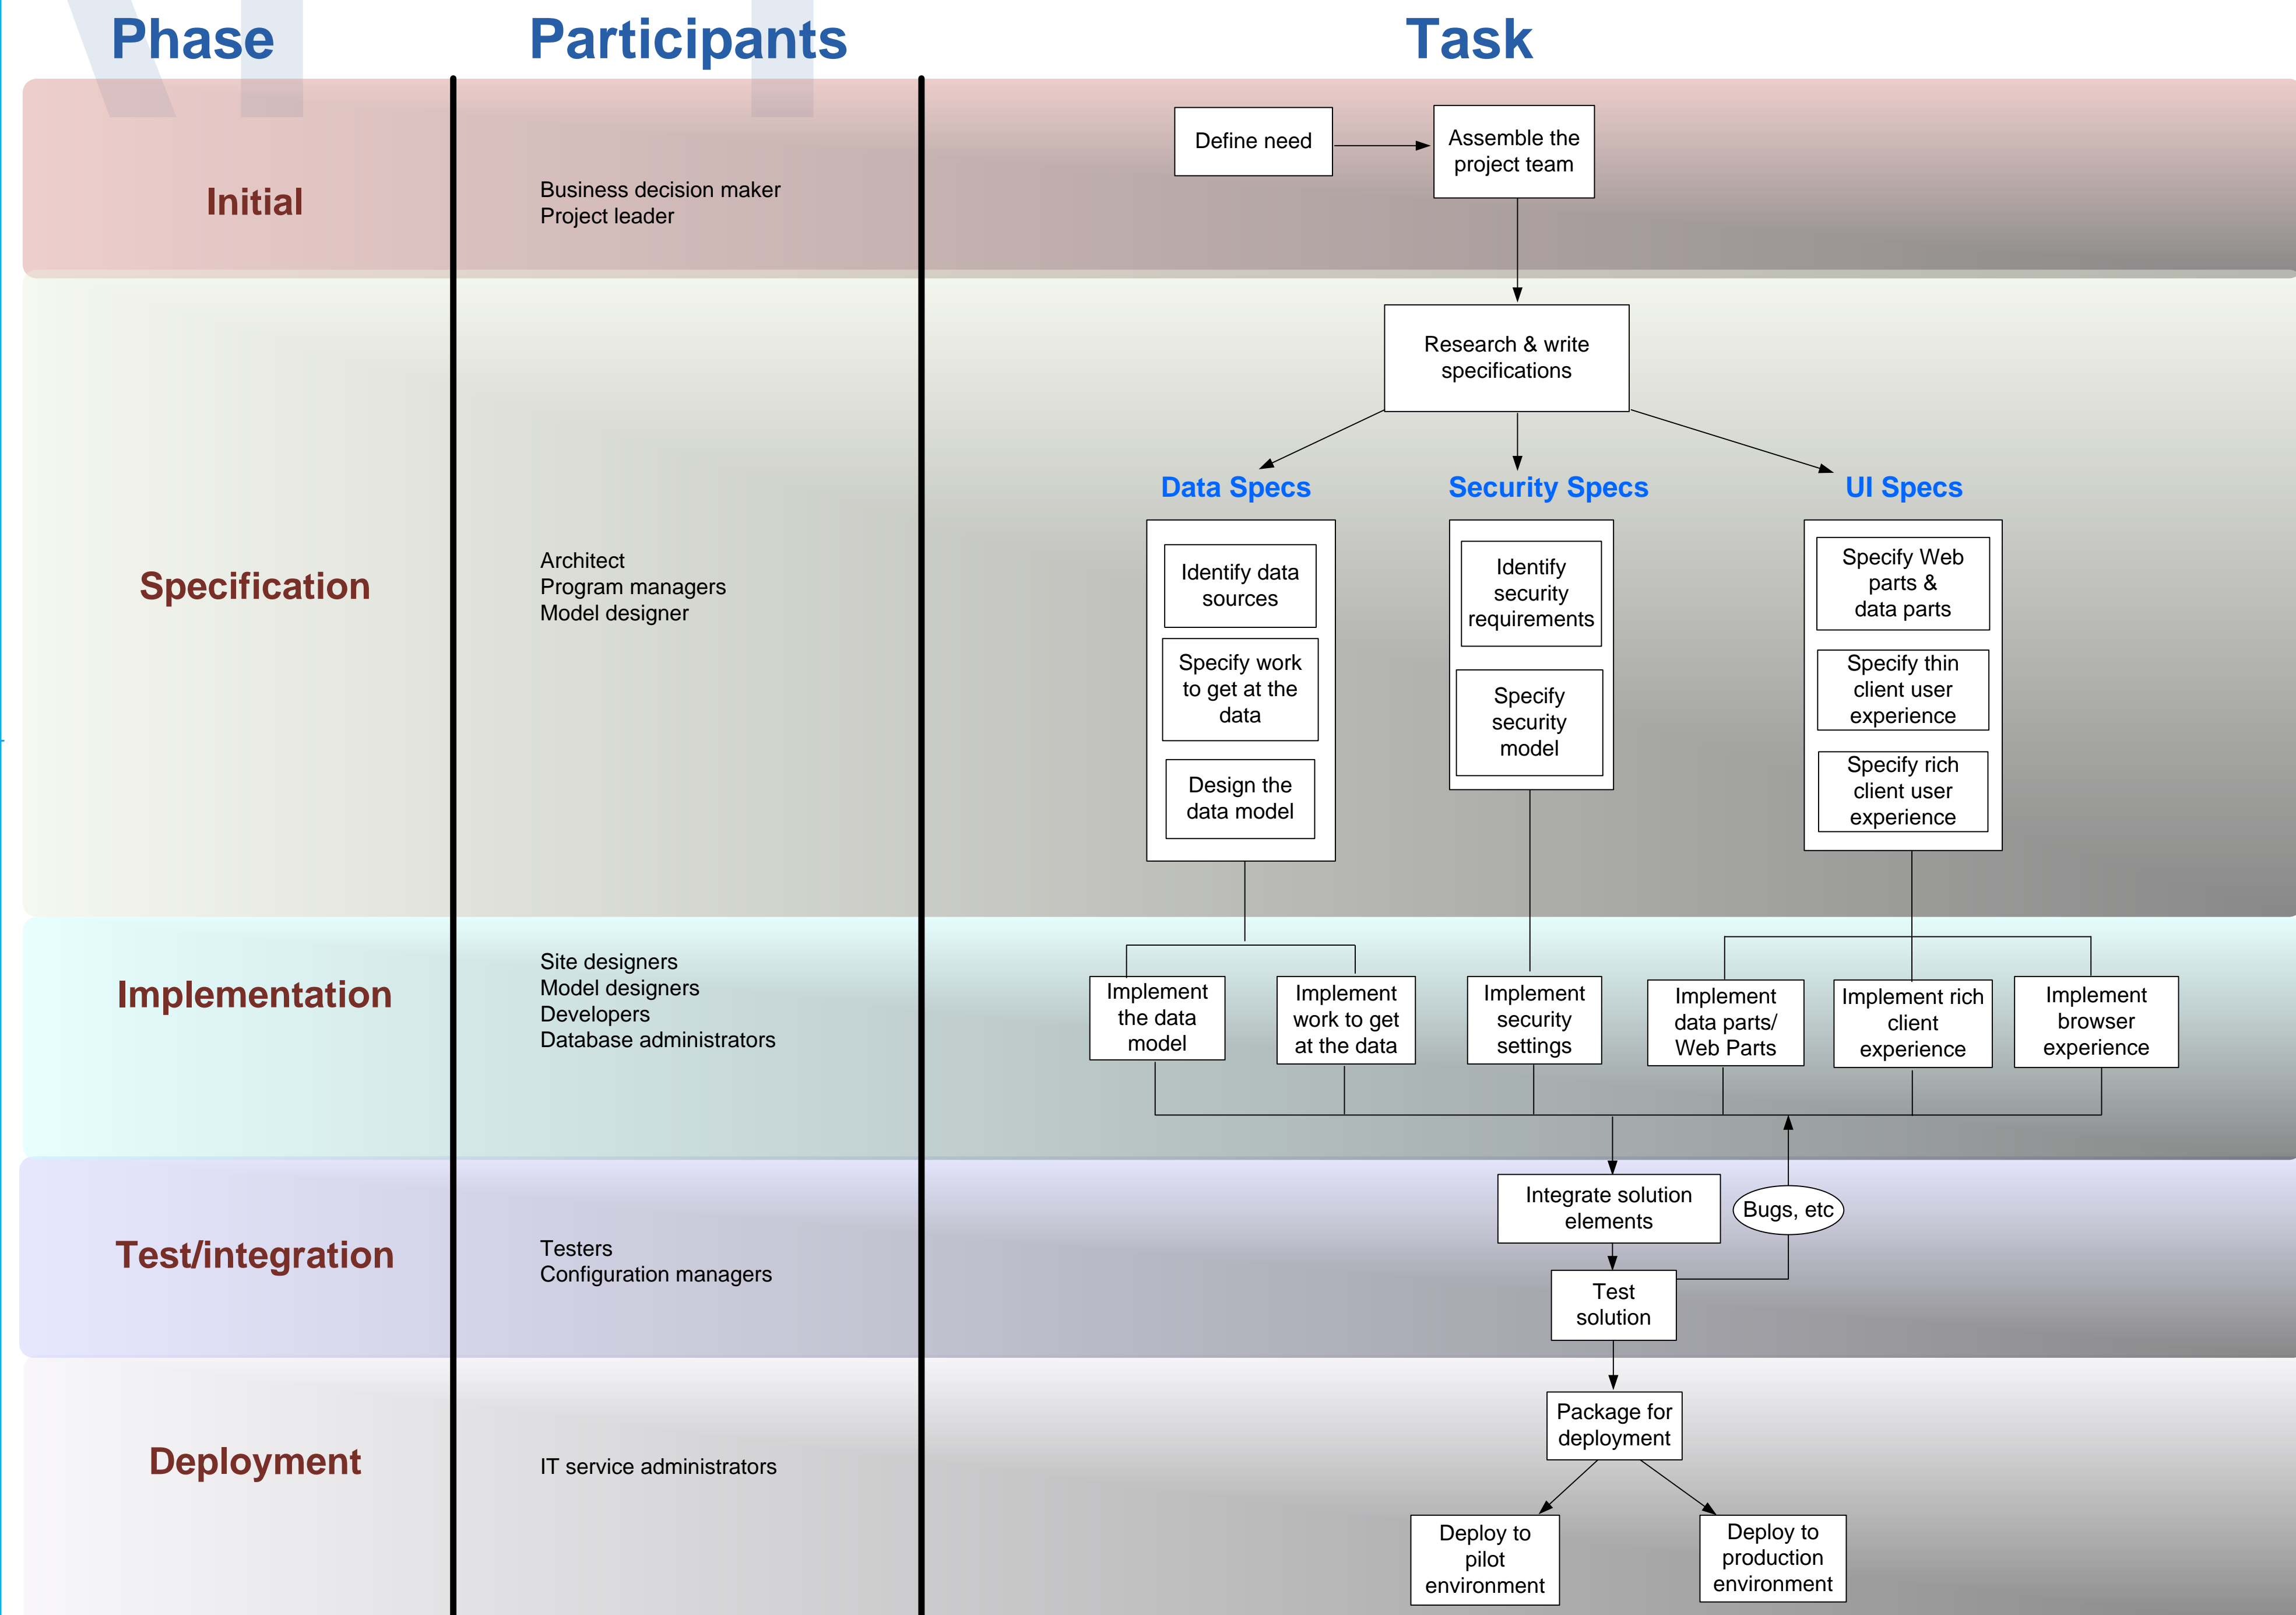 Phase
Participants
Task
Initial
Business decision maker
Project leader
Define need
Assemble the
project team
Specification
Architect
Program managers
Model designer
Research & write
specifications
Data Specs
Identify data
sources
Specify work
to get at the
data
Design the
data model
Security Specs
Identify
security
requirements
Specify
security
model
UI Specs
Specify Web
parts &
data parts
Specify thin
client user
experience
Specify rich
client user
experience
Implementation
Site designers
Model designers
Developers
Database administrators
Implement
the data
model
Implement
work to get
at the data
Implement
security
settings
Implement
data parts/
Web Parts
Implement rich
client
experience
Implement
browser
experience
Test/integration
Testers
Configuration managers
Integrate solution
elements
Bugs, etc
Test
solution
Deployment
IT service administrators
Package for
deployment
Deploy to
pilot
environment
Deploy to
production
environment